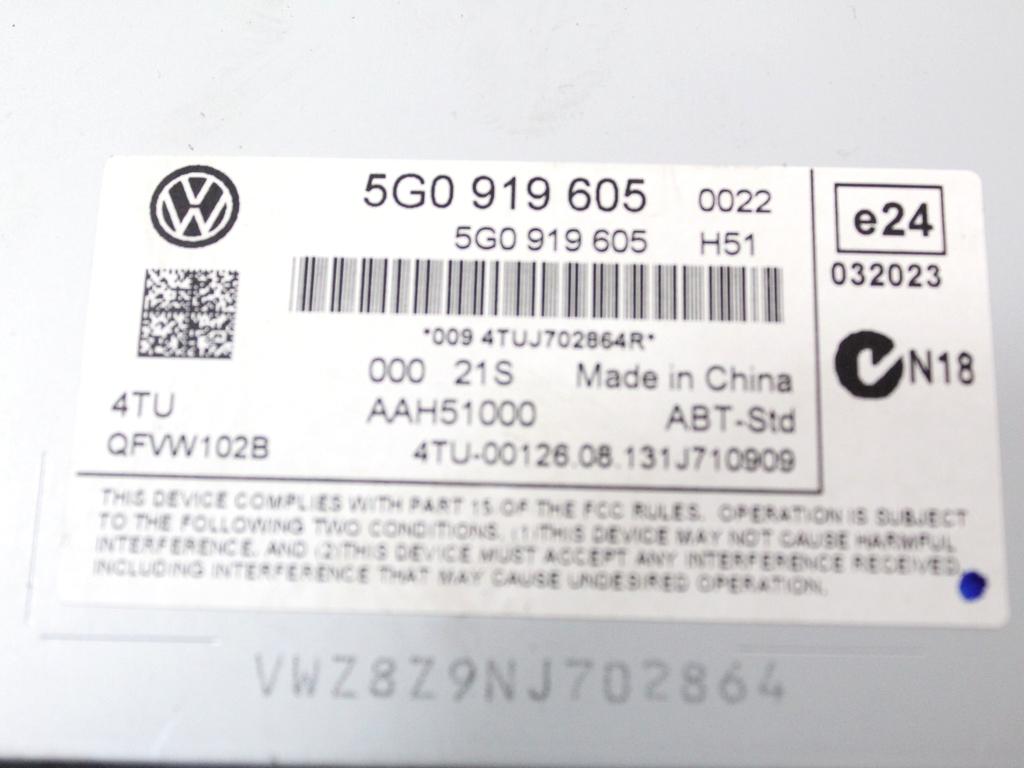 5G0 919 605 0022
5G0 919 605 H51
e24
032023
*009 4TUJ702864R*
000 21S Made in China
N18
4TU AAH51000 ABT-Std
QFVW102B 4TU-00126.08.131J710909
THIS DEVICE COMPLIES WITH PART 15 OF THE FCC RULES. OPERATION IS SUBJECT
TO THE FOLLOWING TWO CONDITIONS. (1)THIS DEVICE MAY NOT CAUSE HARMFUL
INTERFERENCE, AND (2)THIS DEVICE MUST ACCEPT ANY INTERFERENCE RECEIVED,
INCLUDING INTERFERENCE THAT MAY CAUSE UNDESIRED OPERATION.
VWZ8Z9NJ702864